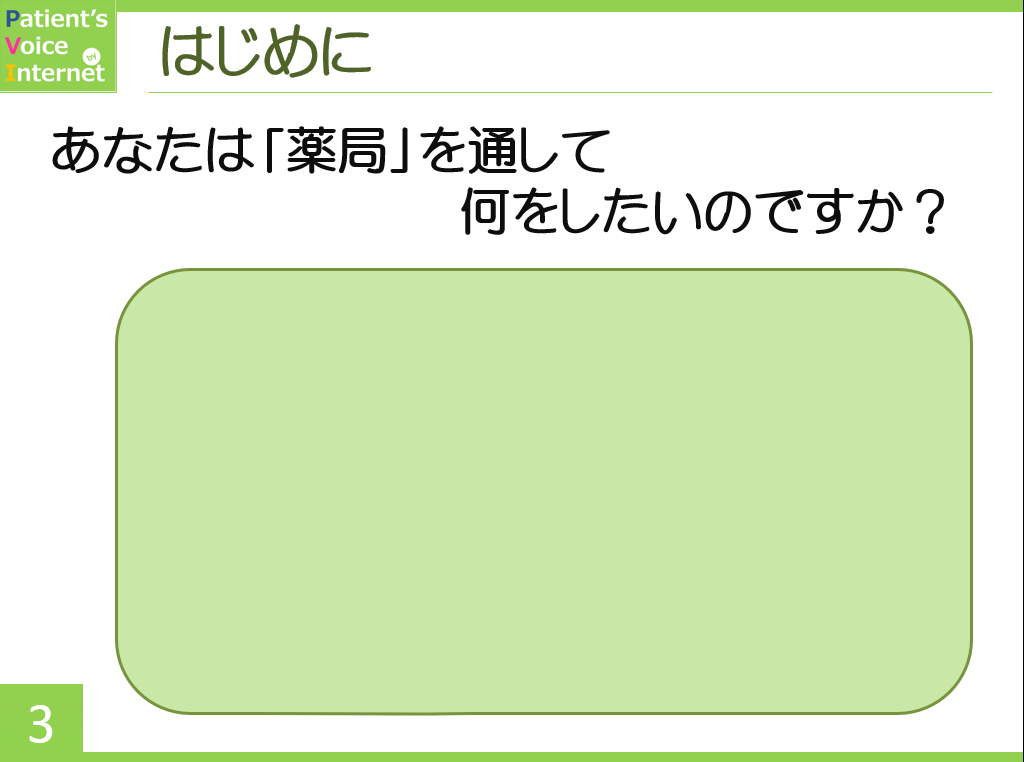 Patient's
Voice
by
Internet
はじめに
あなたは「薬局」を通して
何をしたいのですか？
3